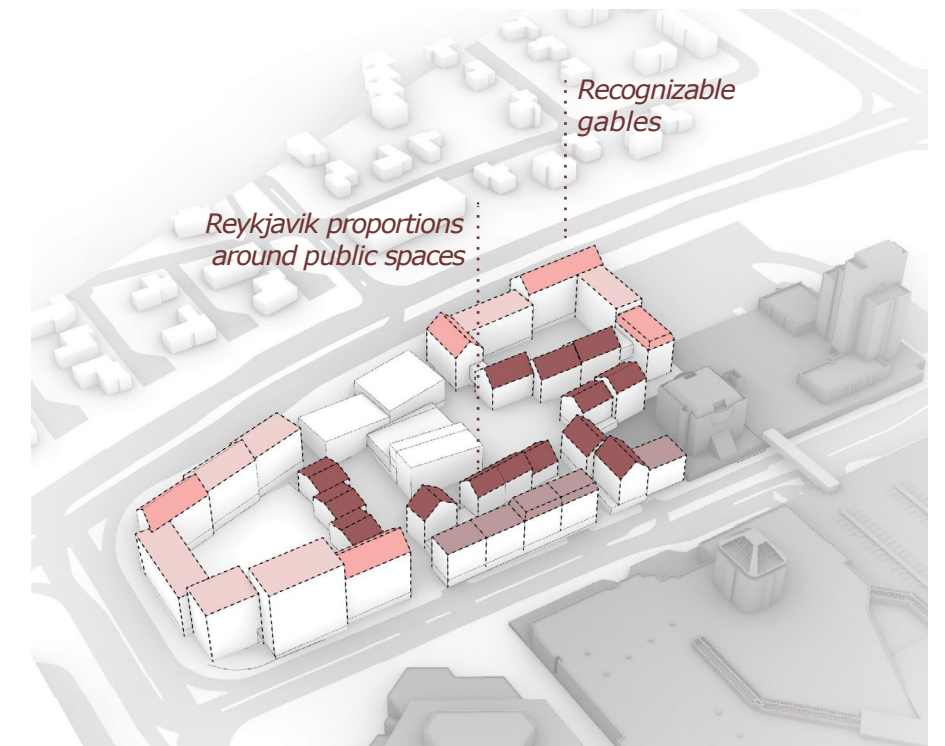 Recognizable
gables
Reykjavik proportions
around public spaces